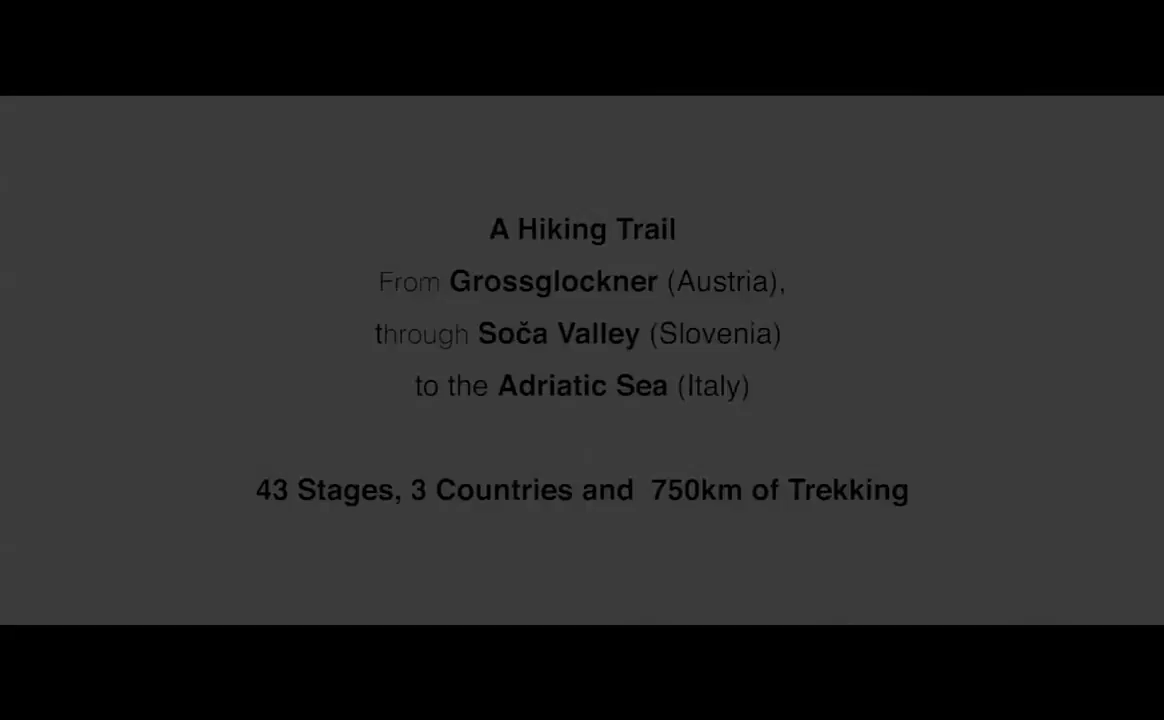 A Hiking Trail
From Grossglockner (Austria),
through Soča Valley (Slovenia)
to the Adriatic Sea (Italy)
43 Stages, 3 Countries and 750km of Trekking